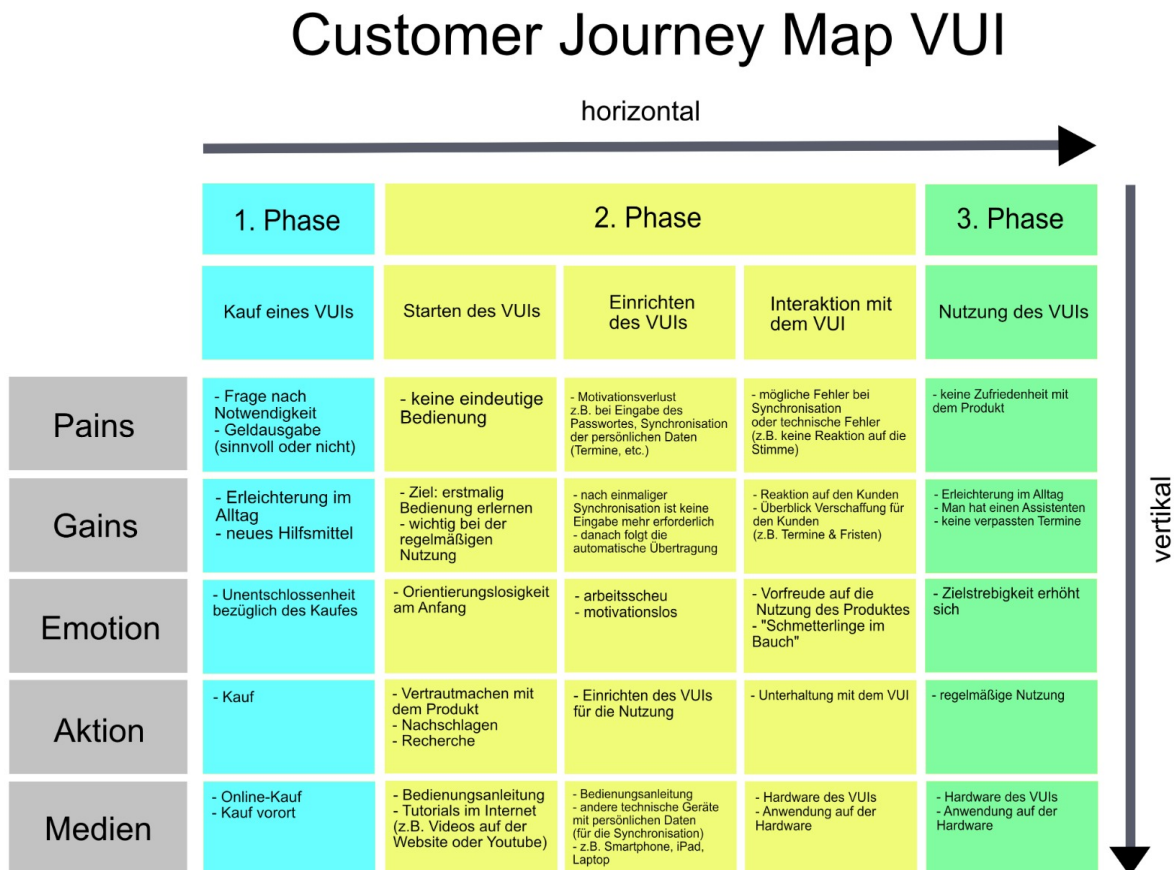 Customer Journey Map VUI
horizontal
1. Phase
2. Phase
3. Phase
Kauf eines VUIs
Starten des VUIs
Einrichten
des VUIs
Interaktion mit
dem VUI
Nutzung des VUIs
Pains
- Frage nach
Notwendigkeit
- Geldausgabe
(sinnvoll oder nicht)
- keine eindeutige
Bedienung
- Motivationsverlust
z.B. bei Eingabe des
Passwortes, Synchronisation
der persönlichen Daten
(Termine, etc.)
- mögliche Fehler bei
Synchronisation
oder technische Fehler
(z.B. keine Reaktion auf die
Stimme)
- keine Zufriedenheit mit
dem Produkt
Gains
- Erleichterung im
Alltag
- neues Hilfsmittel
- Ziel: erstmalig
Bedienung erlernen
- wichtig bei der
regelmäßigen
Nutzung
- nach einmaliger
Synchronisation ist keine
Eingabe mehr erforderlich
- danach folgt die
automatische Übertragung
- Reaktion auf den Kunden
- Überblick Verschaffung für
den Kunden
(z.B. Termine & Fristen)
- Erleichterung im Alltag
- Man hat einen Assistenten
- keine verpassten Termine
vertikal
Emotion
- Unentschlossenheit
bezüglich des Kaufes
- Orientierungslosigkeit
am Anfang
- arbeitsscheu
- motivationslos
- Vorfreude auf die
Nutzung des Produktes
- "Schmetterlinge im
Bauch"
- Zielstrebigkeit erhöht
sich
Aktion
- Kauf
- Vertrautmachen mit
dem Produkt
- Nachschlagen
- Recherche
- Einrichten des VUIs
für die Nutzung
- Unterhaltung mit dem VUI
- regelmäßige Nutzung
Medien
- Online-Kauf
- Kauf vorort
- Bedienungsanleitung
- Tutorials im Internet
(z.B. Videos auf der
Website oder Youtube)
- Bedienungsanleitung
- andere technische Geräte
mit persönlichen Daten
(für die Synchronisation)
- z.B. Smartphone, iPad,
Laptop
- Hardware des VUIs
- Anwendung auf der
Hardware
- Hardware des VUIs
- Anwendung auf der
Hardware